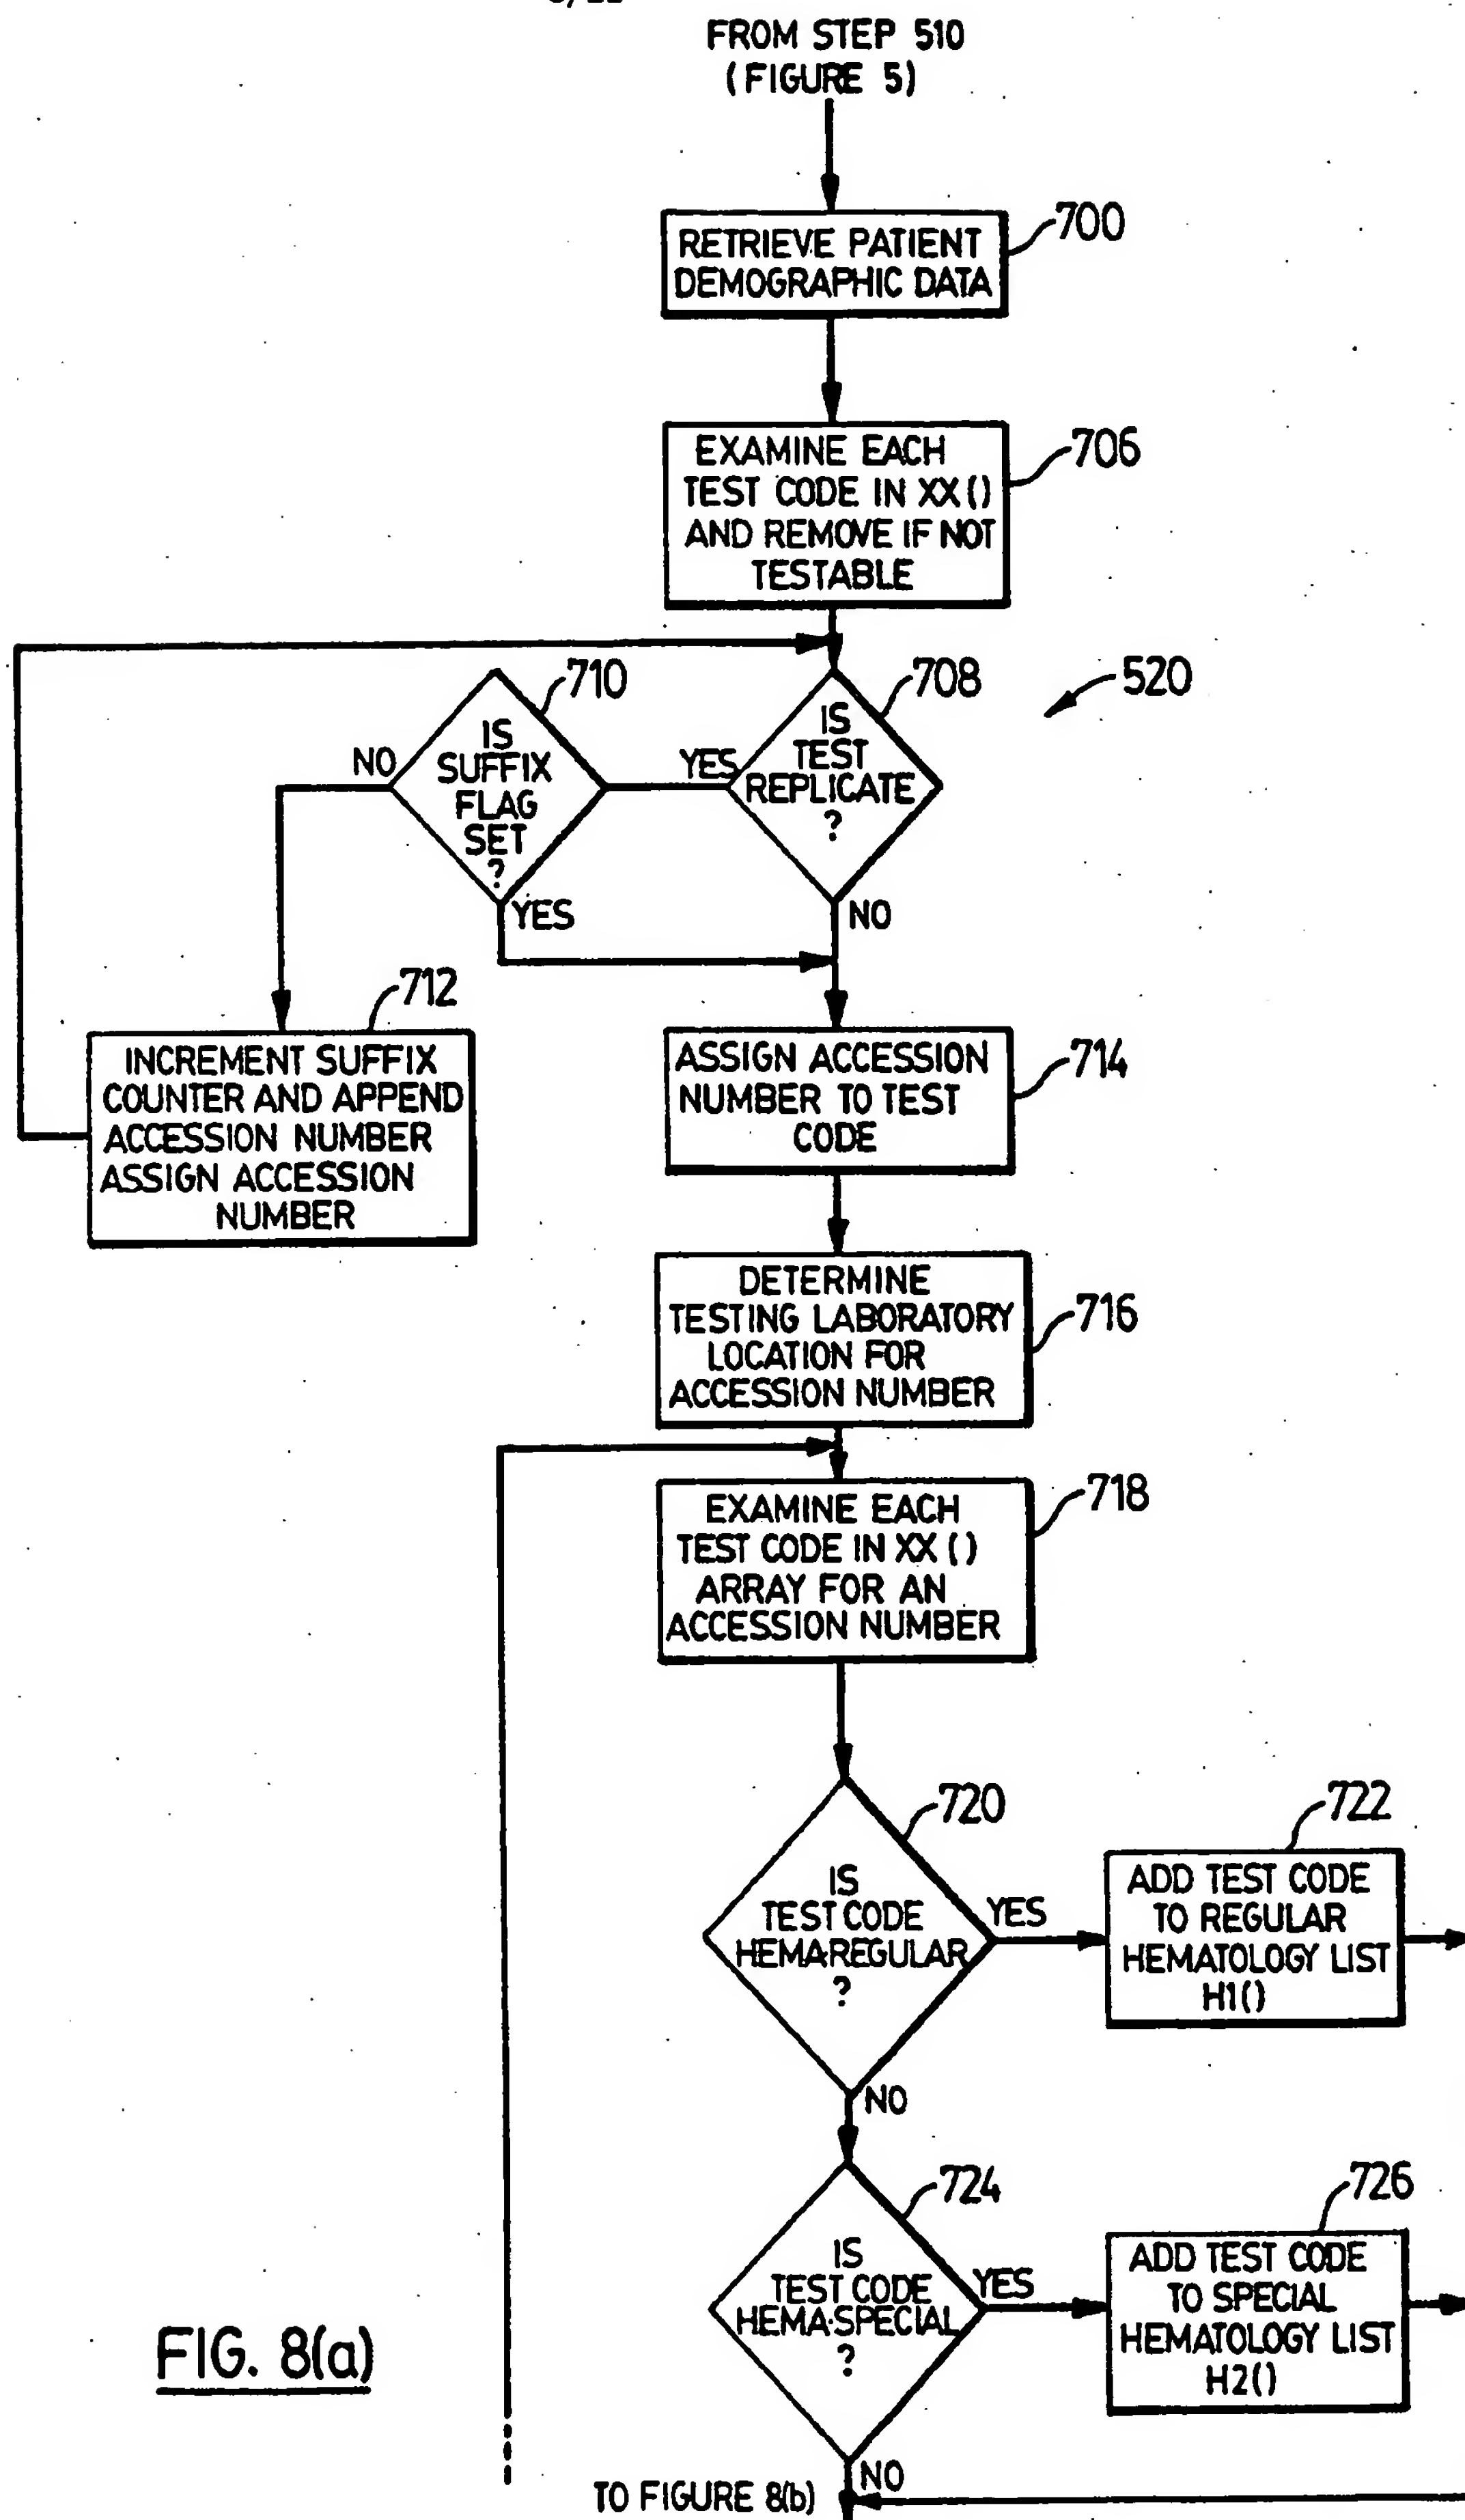 FROM STEP 510
(FIGURE 5)
700
RETRIEVE PATIENT
DEMOGRAPHIC DATA
706
EXAMINE EACH
TEST CODE IN XX()
AND REMOVE IF NOT
TESTABLE
710
708
520
IS
SUFFIX
FLAG
SET
?
NO
YES
IS
TEST
REPLICATE
?
YES
NO
712
INCREMENT SUFFIX
COUNTER AND APPEND
ACCESSION NUMBER
ASSIGN ACCESSION
NUMBER
714
ASSIGN ACCESSION
NUMBER TO TEST
CODE
716
DETERMINE
TESTING LABORATORY
LOCATION FOR
ACCESSION NUMBER
718
EXAMINE EACH
TEST CODE IN XX()
ARRAY FOR AN
ACCESSION NUMBER
720
IS
TEST CODE
HEMA·REGULAR
?
YES
722
ADD TEST CODE
TO REGULAR
HEMATOLOGY LIST
H1()
NO
724
IS
TEST CODE
HEMA·SPECIAL
?
YES
726
ADD TEST CODE
TO SPECIAL
HEMATOLOGY LIST
H2()
NO
FIG. 8(a)
TO FIGURE 8(b)